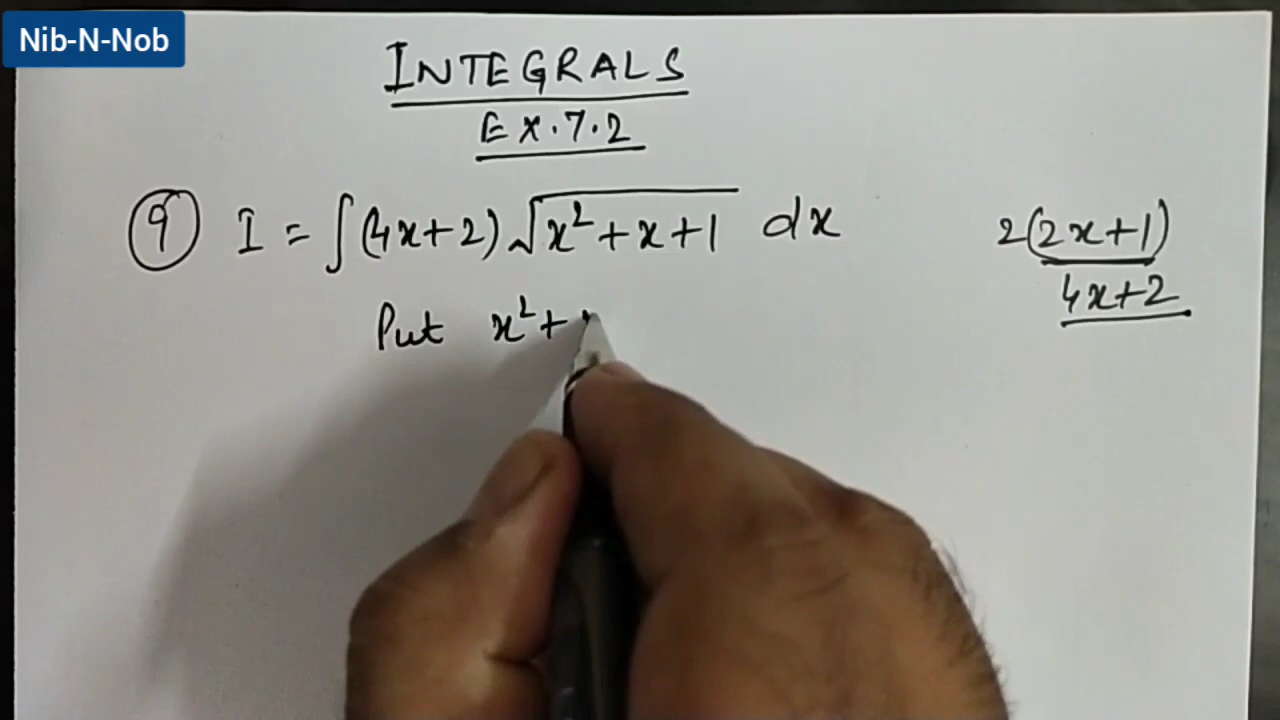 Nib-N-Nob
INTEGRALS
EX.7.2
9 I = ∫(4x+2)√(x²+x+1) dx
2(2x+1)
4x+2
Put x²+